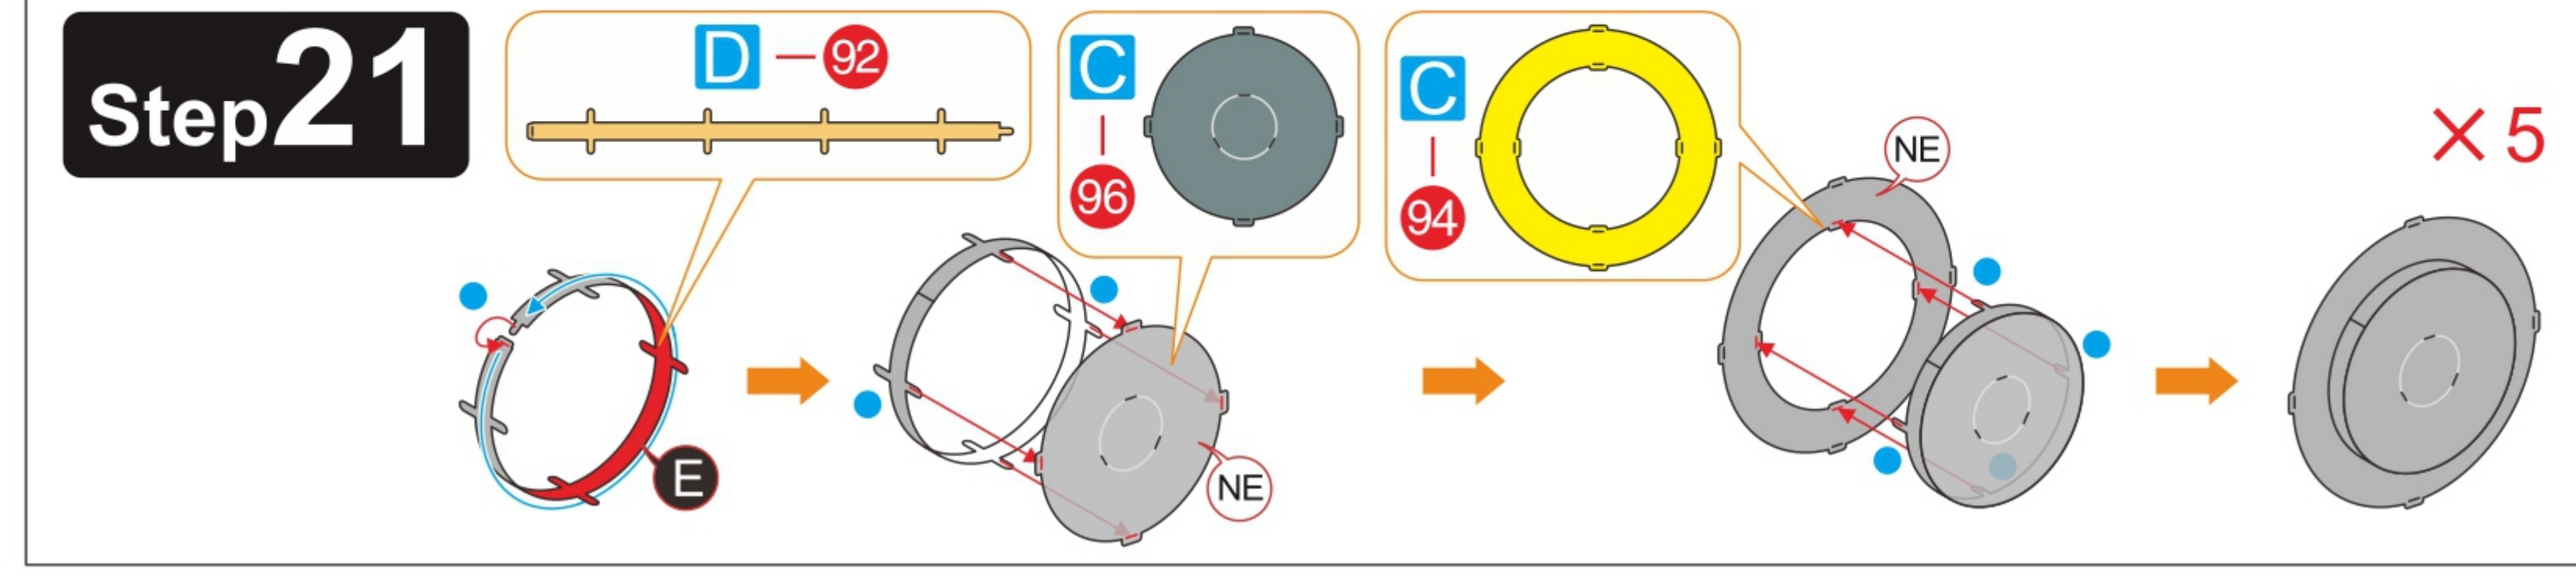 Step21
D — 92
C | 96
C | 94
NE
× 5
E
NE